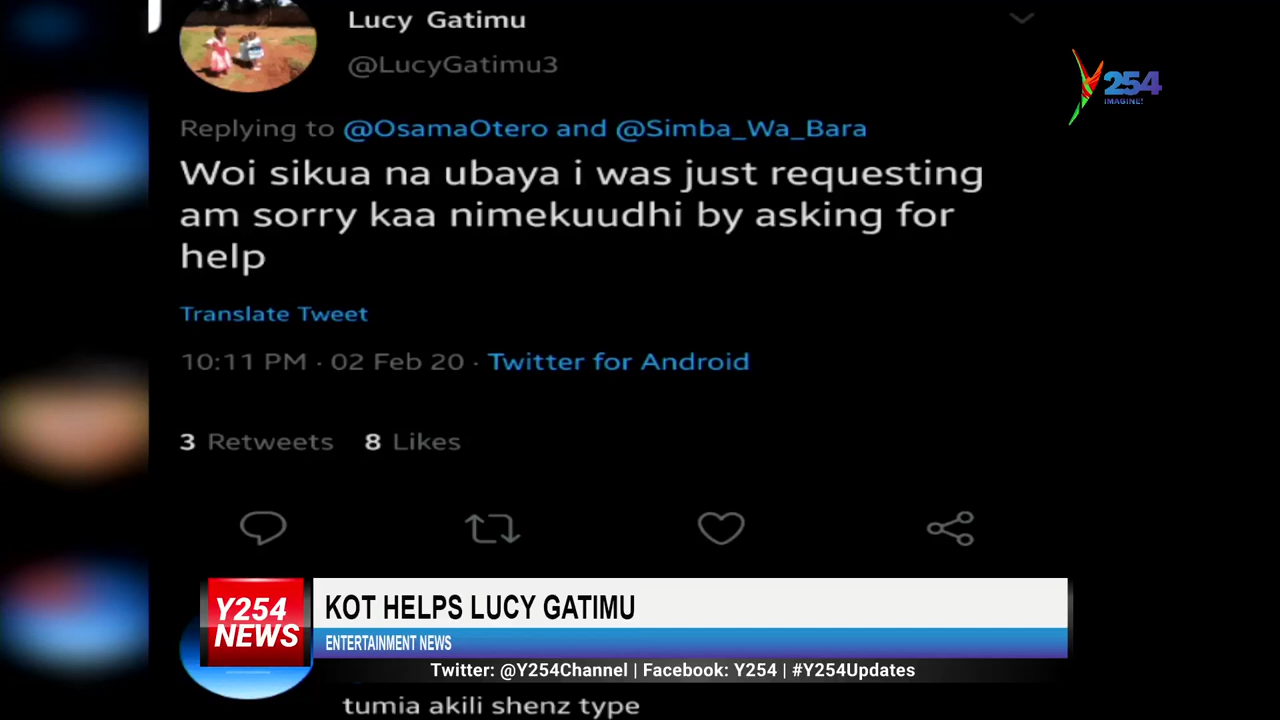 Lucy Gatimu
@LucyGatimu3
Y254
IMAGINE!
Replying to @OsamaOtero and @Simba_Wa_Bara
Woi sikua na ubaya i was just requesting
am sorry kaa nimekuudhi by asking for
help
Translate Tweet
10:11 PM · 02 Feb 20 · Twitter for Android
3 Retweets 8 Likes
Y254
NEWS
KOT HELPS LUCY GATIMU
ENTERTAINMENT NEWS
Twitter: @Y254Channel | Facebook: Y254 | #Y254Updates
tumia akili shenz type